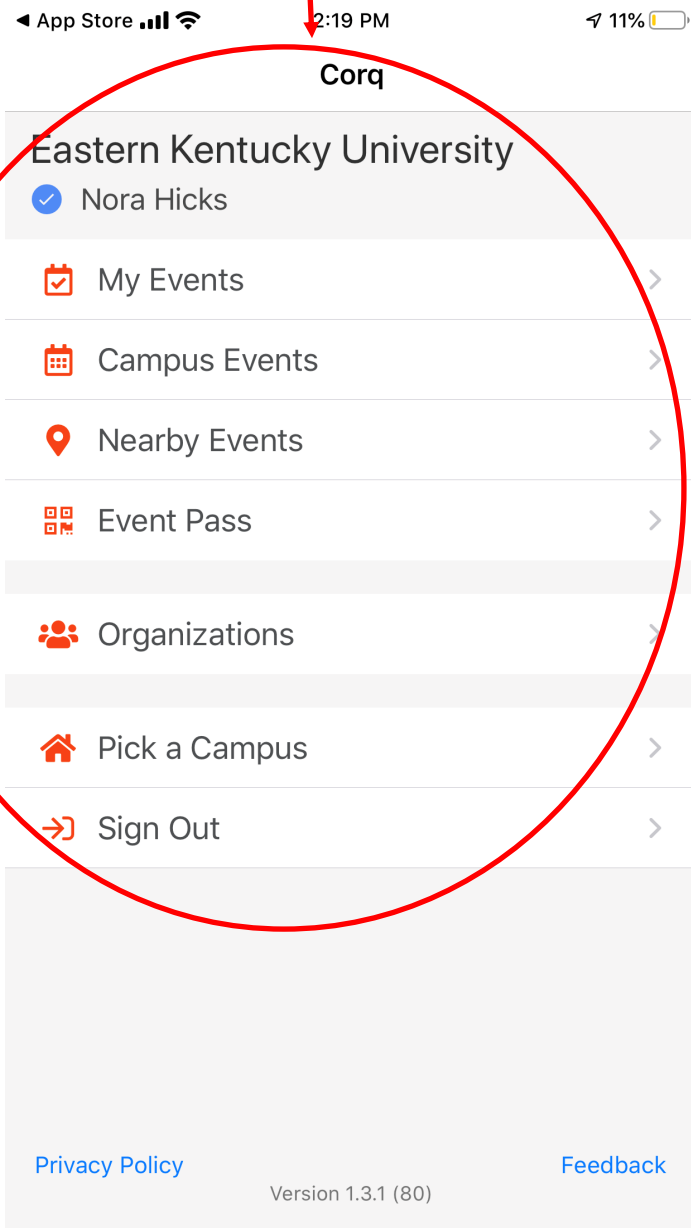 App Store
2:19 PM
11%
Corq
Eastern Kentucky University
Nora Hicks
My Events
Campus Events
Nearby Events
Event Pass
Organizations
Pick a Campus
Sign Out
Privacy Policy
Feedback
Version 1.3.1 (80)